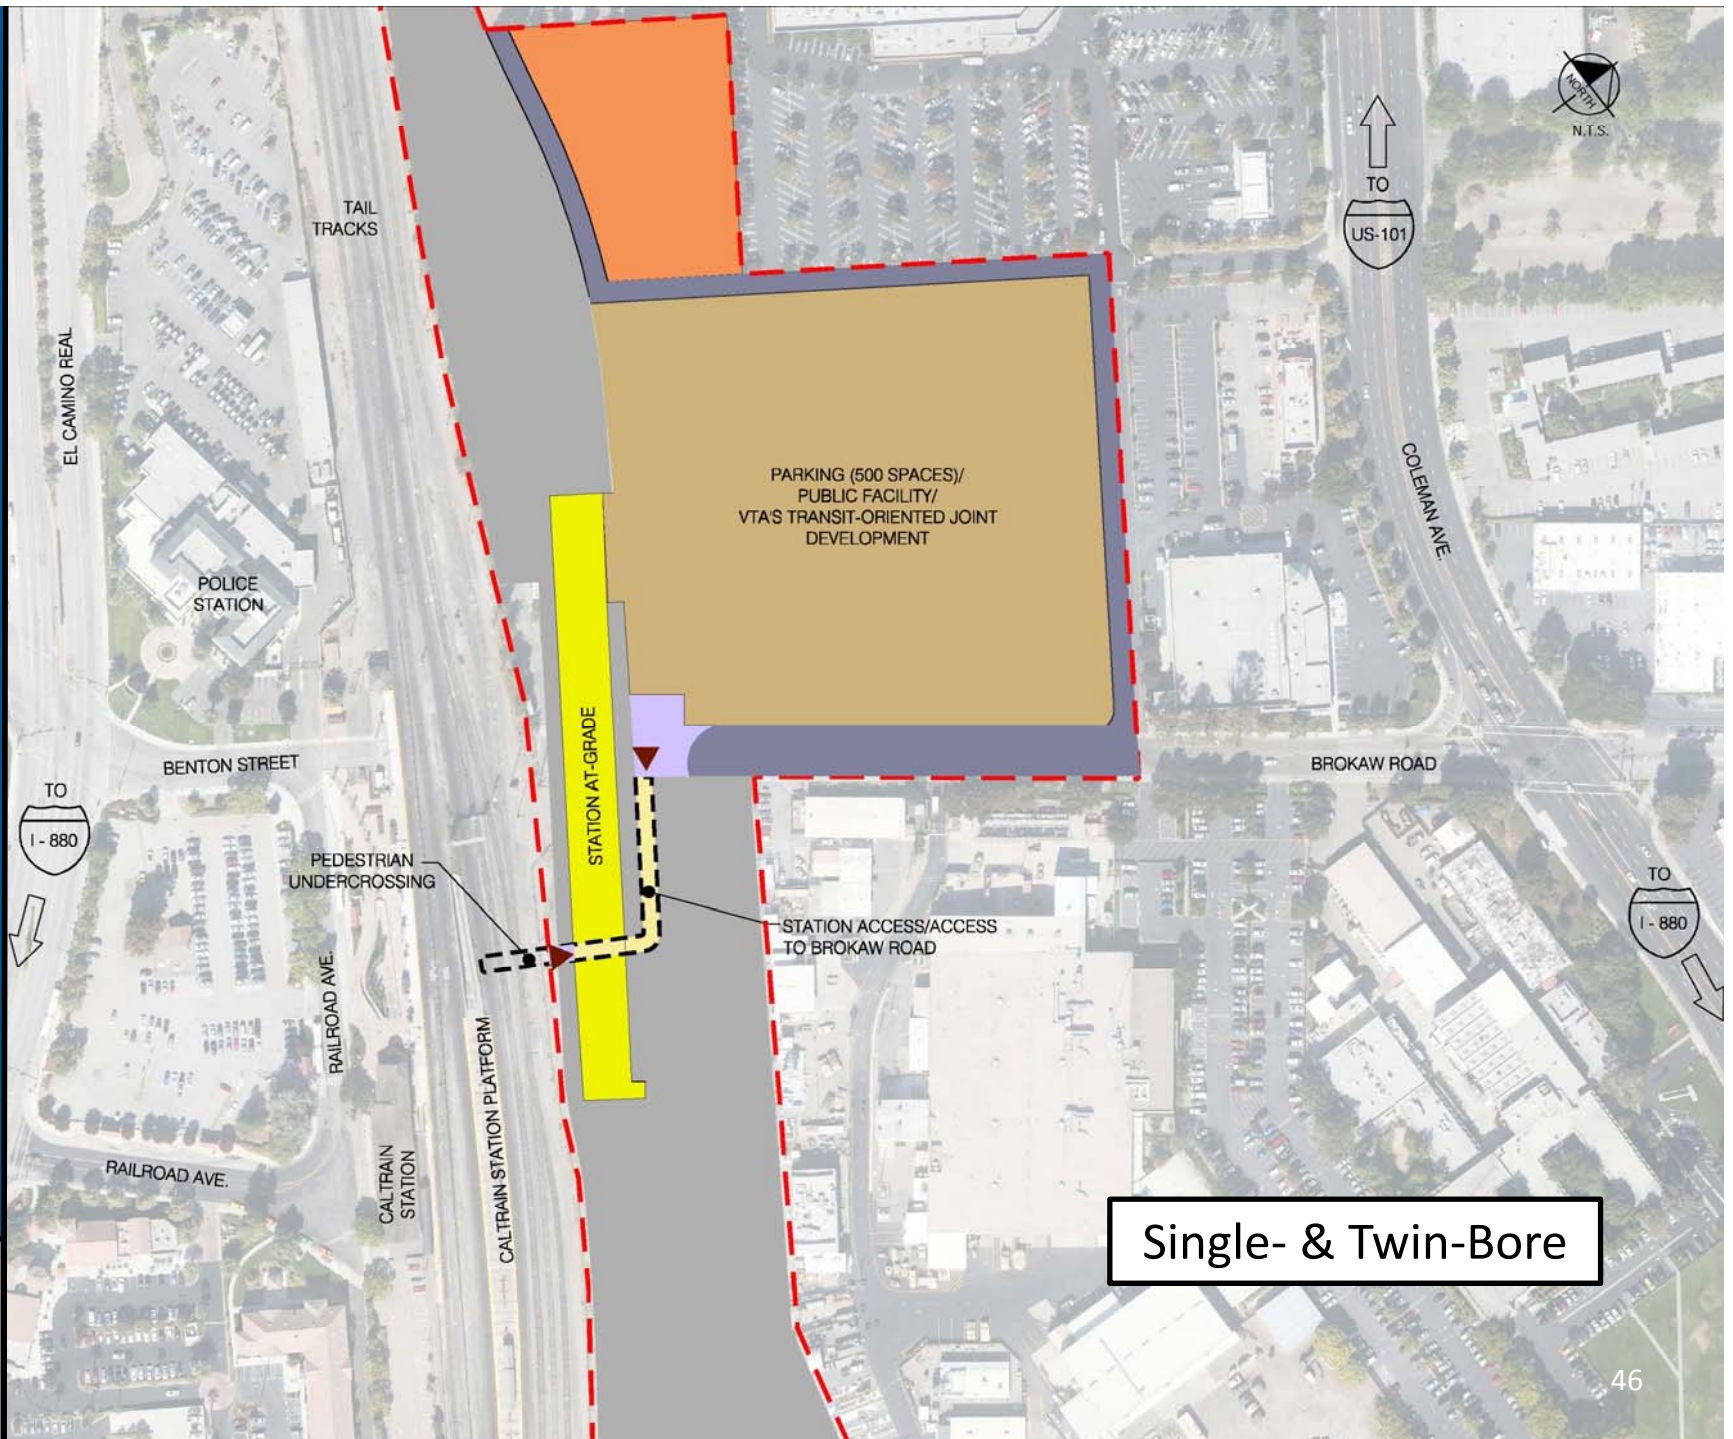 NORTH
N.T.S.
TO
US-101
TAIL
TRACKS
EL CAMINO REAL
PARKING (500 SPACES)/
PUBLIC FACILITY/
VTA'S TRANSIT-ORIENTED JOINT
DEVELOPMENT
COLEMAN AVE.
POLICE
STATION
STATION AT-GRADE
BENTON STREET
BROKAW ROAD
TO
I - 880
PEDESTRIAN
UNDERCROSSING
TO
I - 880
STATION ACCESS/ACCESS
TO BROKAW ROAD
RAILROAD AVE.
CALTRAIN STATION PLATFORM
CALTRAIN
STATION
RAILROAD AVE.
Single- & Twin-Bore
46